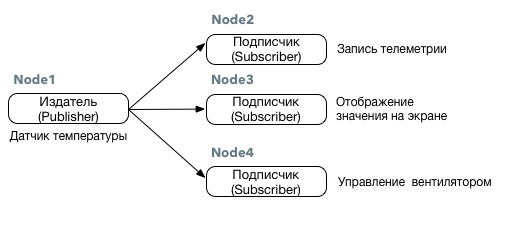 Node2
Подписчик
(Subscriber)
Запись телеметрии
Node1
Издатель
(Publisher)
Датчик температуры
Node3
Подписчик
(Subscriber)
Отображение
значения на экране
Node4
Подписчик
(Subscriber)
Управление вентилятором